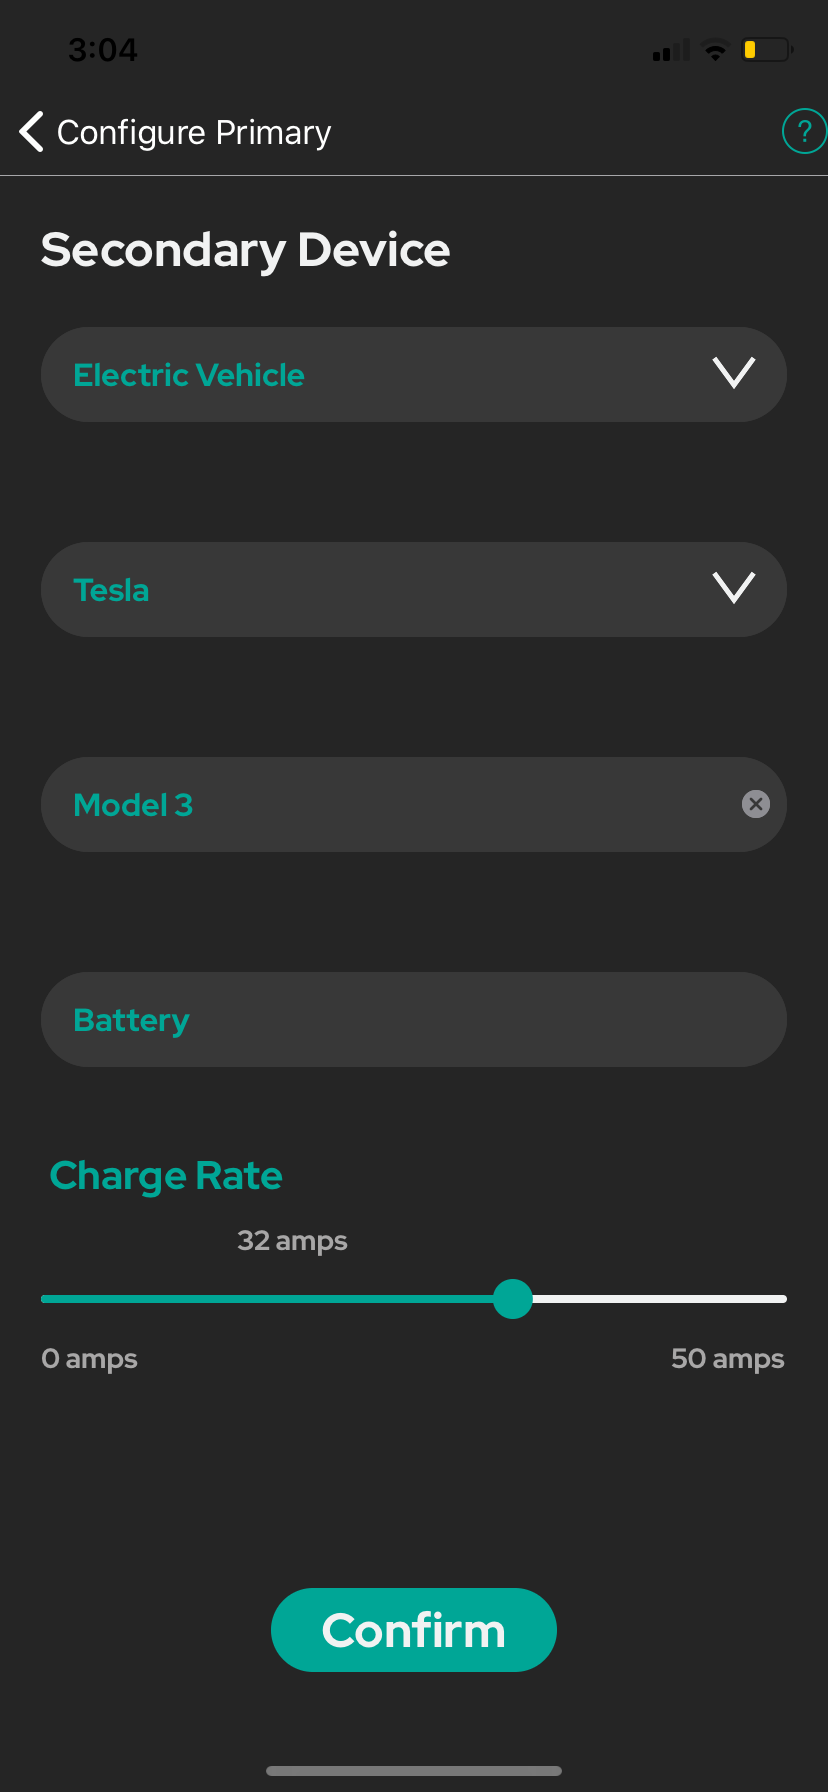 3:04
Configure Primary
?
Secondary Device
Electric Vehicle
Tesla
Model 3
Battery
Charge Rate
32 amps
0 amps 50 amps
Confirm